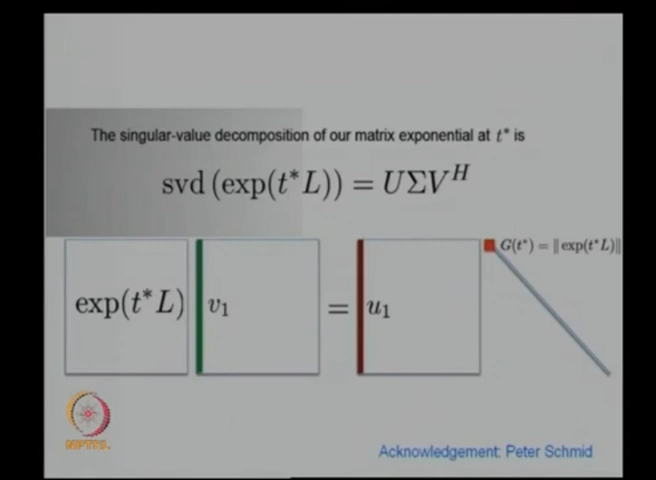 The singular-value decomposition of our matrix exponential at t* is
svd (exp(t*L)) = UΣV^H
exp(t*L) v₁ = u₁ G(t*) = ‖exp(t*L)‖
NPTEL
Acknowledgement: Peter Schmid